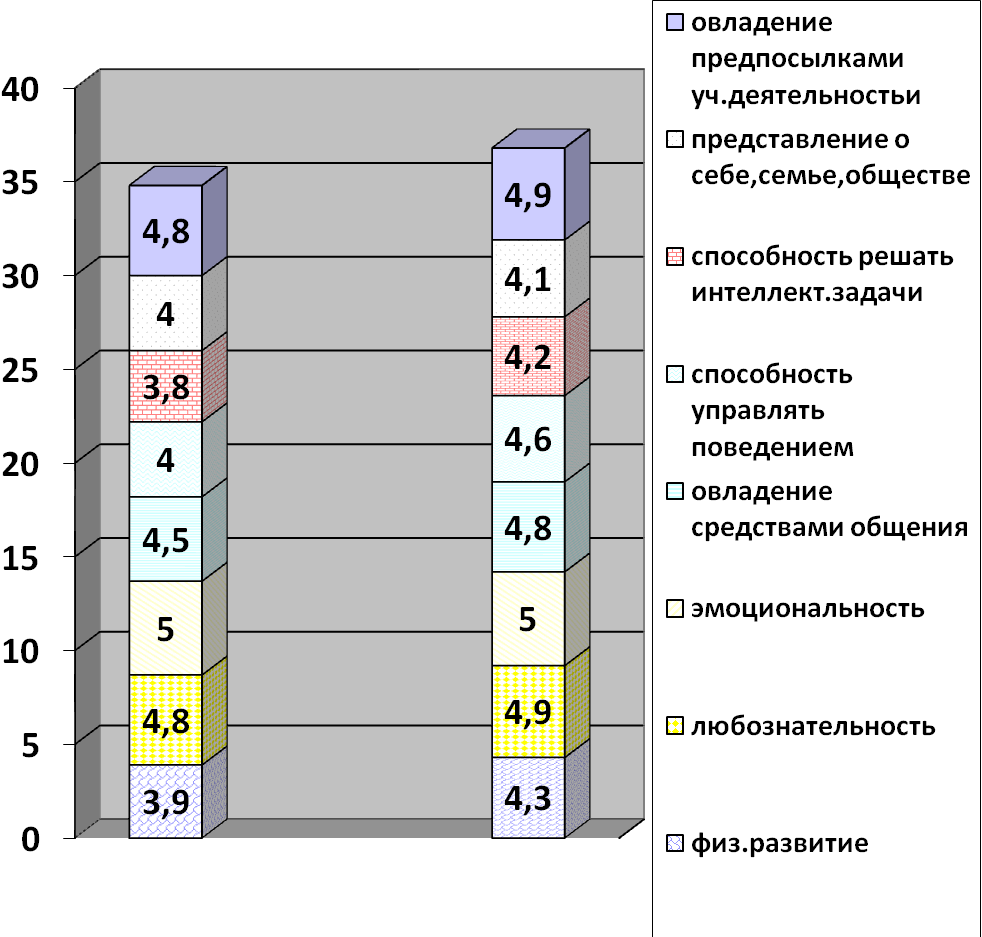 40
35
30
25
20
15
10
5
0
4,8
4
3,8
4
4,5
5
4,8
3,9
4,9
4,1
4,2
4,6
4,8
5
4,9
4,3
овладение
предпосылками
уч.деятельностьи
представление о
себе,семье,обществе
способность решать
интеллект.задачи
способность
управлять
поведением
овладение
средствами общения
эмоциональность
любознательность
физ.развитие